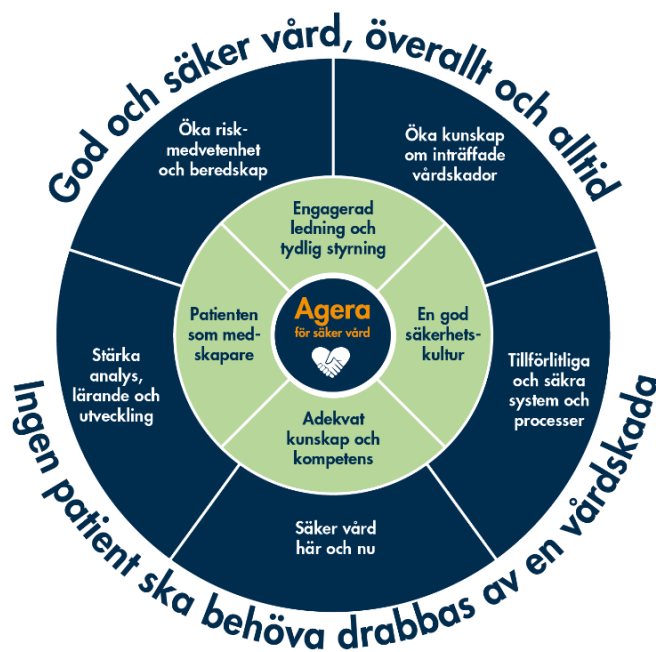 God och säker vård, överallt och alltid
Öka risk-
medvetenhet
och beredskap
Öka kunskap
om inträffade
vårdskador
Engagerad
ledning och
tydlig styrning
Patienten
som med-
skapare
Agera
för säker vård
En god
säkerhets-
kultur
Stärka
analys,
lärande och
utveckling
Tillförlitliga
och säkra
system och
processer
Adekvat
kunskap och
kompetens
Säker vård
här och nu
Ingen patient ska behöva drabbas av en vårdskada